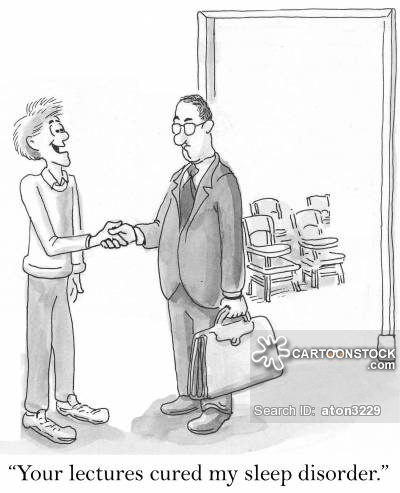 CARTOONSTOCK
.com
Search ID: aton3229
“Your lectures cured my sleep disorder.”